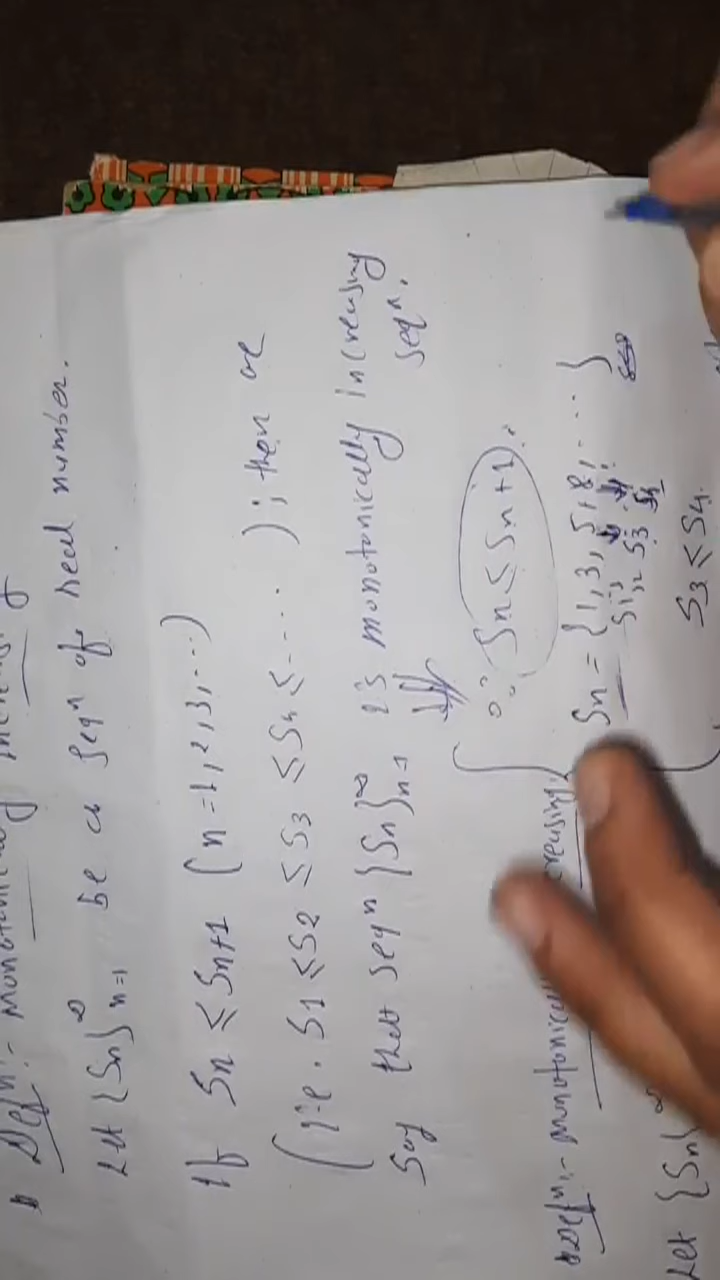 Defn:- Monotonically
Let {Sn}∞n=1 be a seqn of real number.
If Sn ≤ Sn+1 (n=1,2,3,...)
(i.e. S1 ≤ S2 ≤ S3 ≤ S4 ≤ .... ); then we
say that seqn {Sn}∞n=1 is monotonically increasing
seqn.
∵ Sn ≤ Sn+1.
Sn = {1,3,5,8,....}
S1, S2 S3 S4
S3 ≤ S4.
Defn:- monotonically
Let {Sn}∞